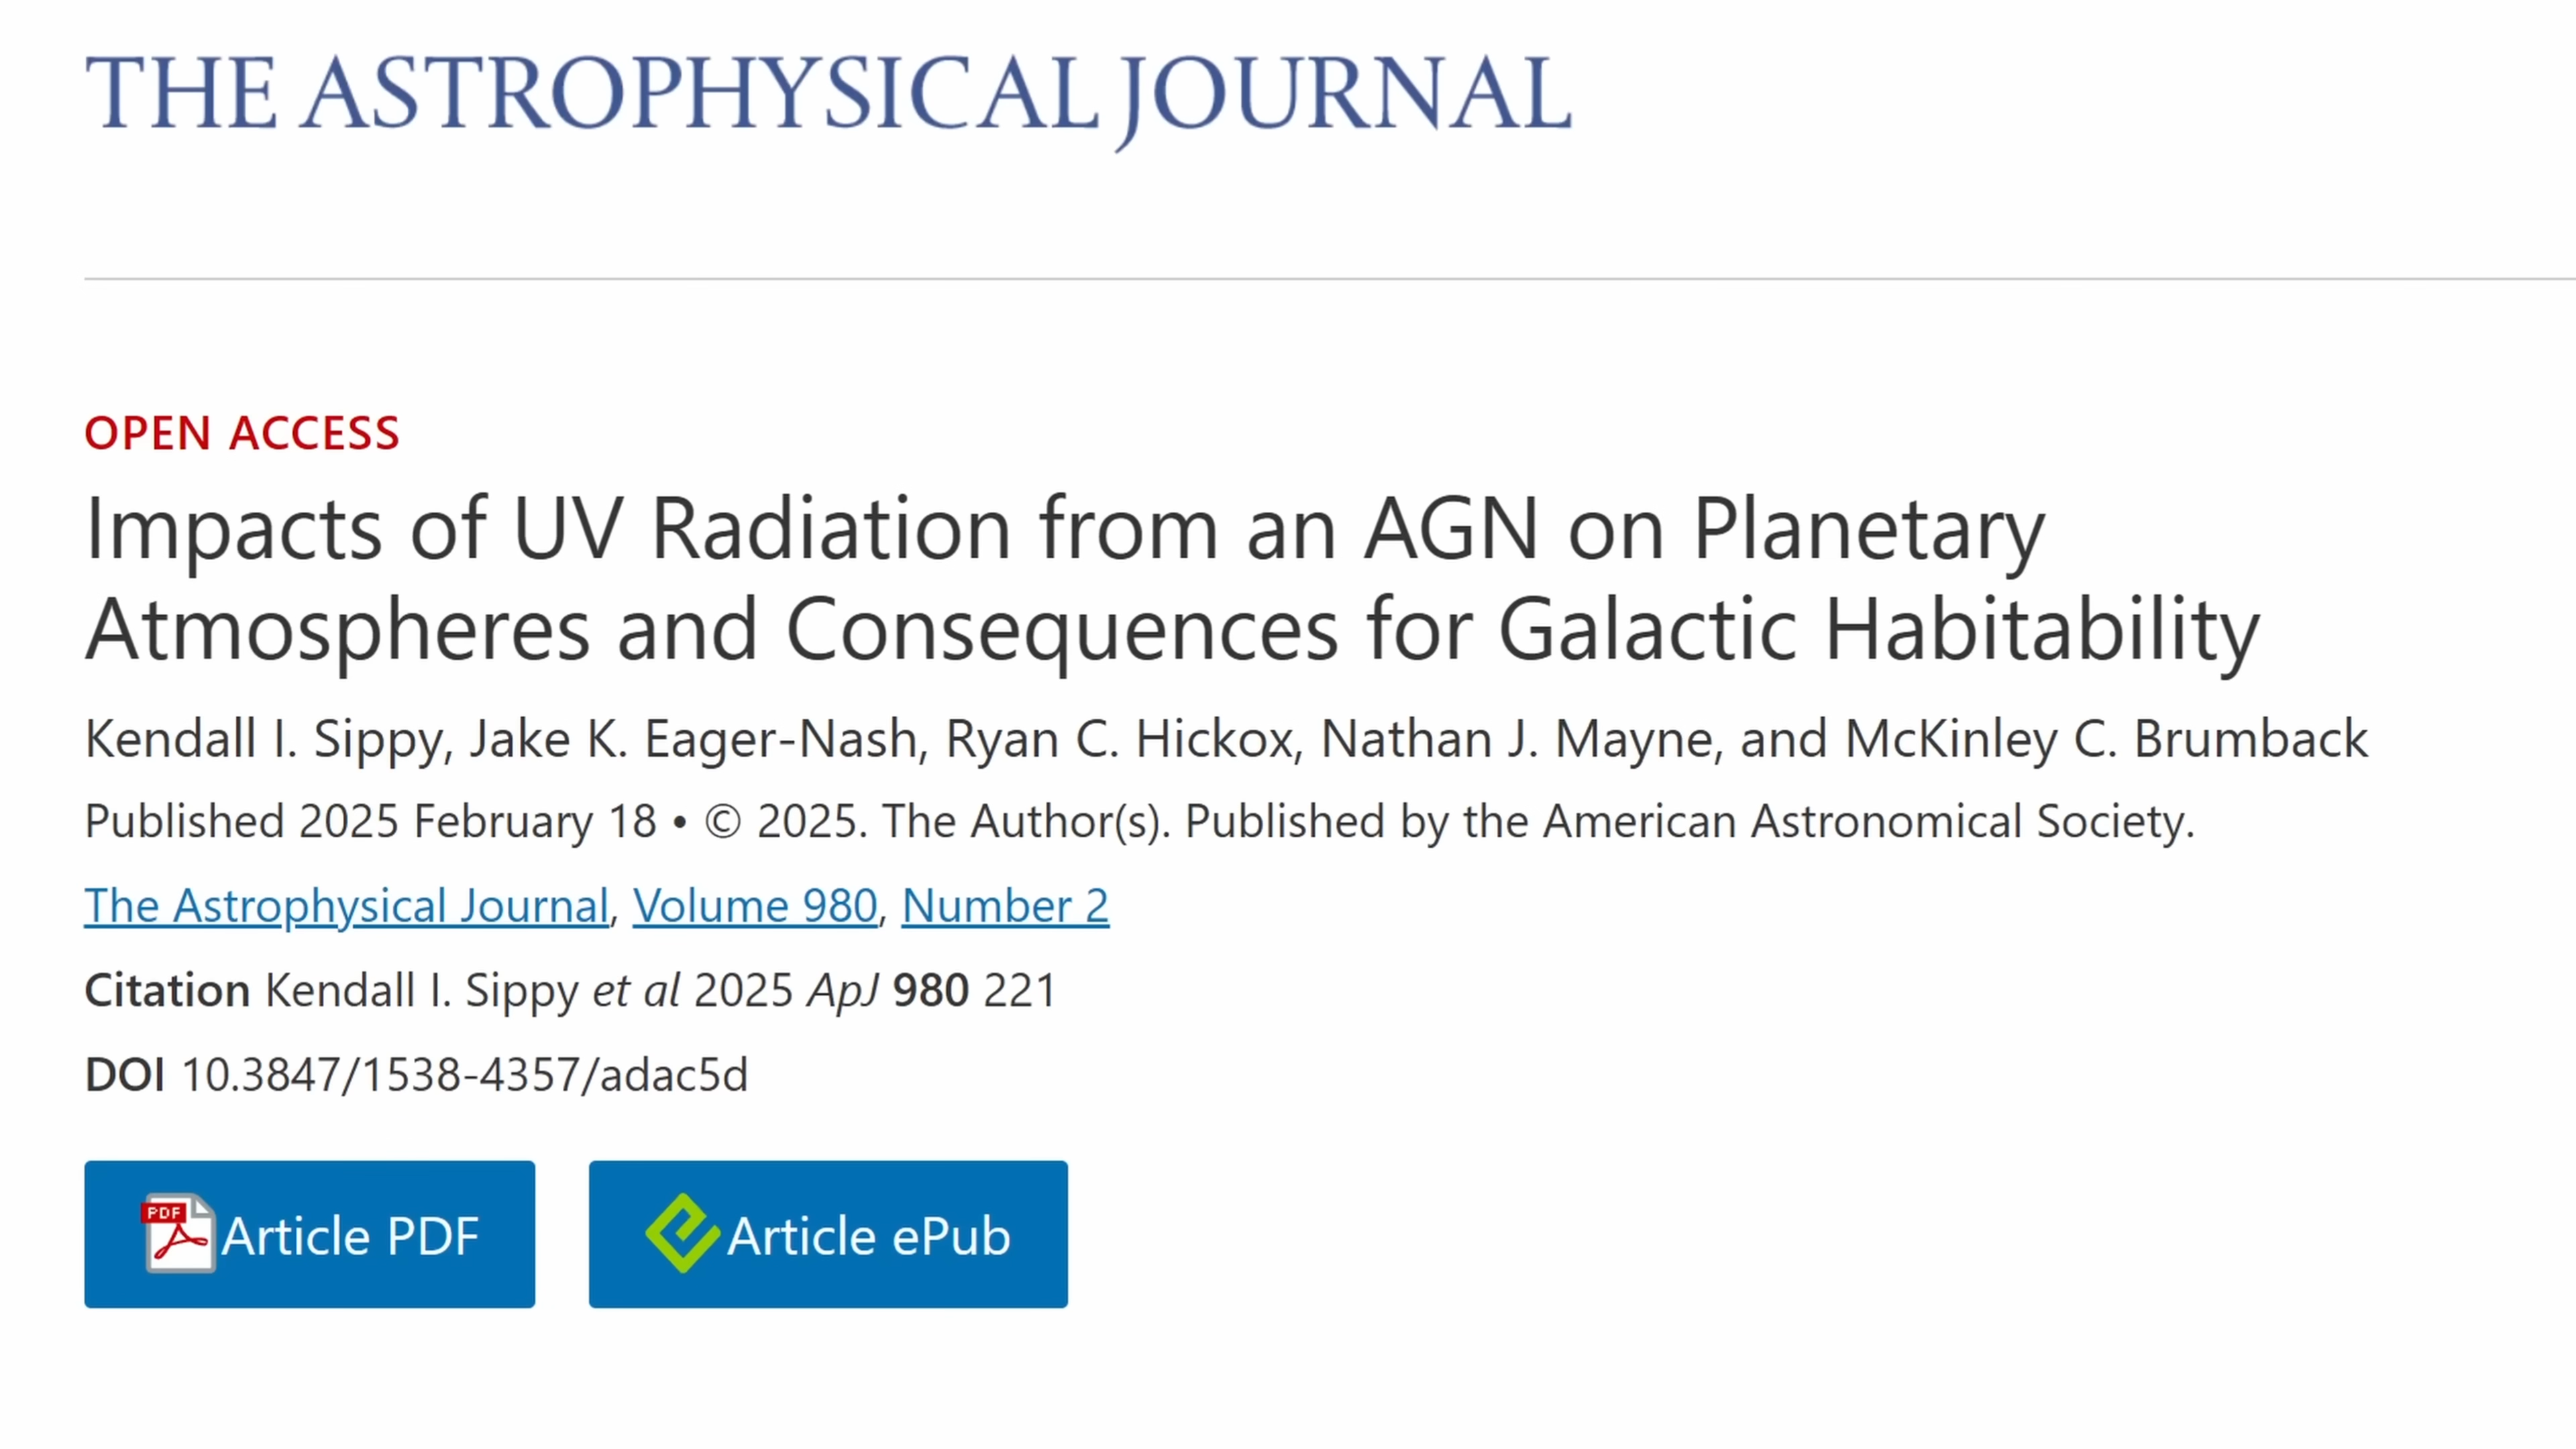 THE ASTROPHYSICAL JOURNAL
OPEN ACCESS
Impacts of UV Radiation from an AGN on Planetary
Atmospheres and Consequences for Galactic Habitability
Kendall I. Sippy, Jake K. Eager-Nash, Ryan C. Hickox, Nathan J. Mayne, and McKinley C. Brumback
Published 2025 February 18 • © 2025. The Author(s). Published by the American Astronomical Society.
The Astrophysical Journal, Volume 980, Number 2
Citation Kendall I. Sippy et al 2025 ApJ 980 221
DOI 10.3847/1538-4357/adac5d
PDF Article PDF Article ePub